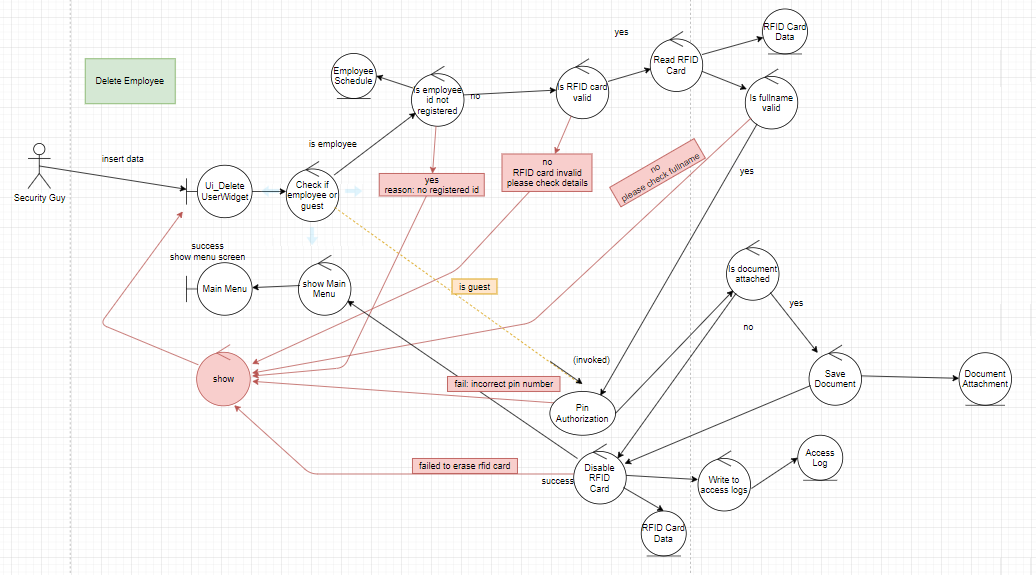 Delete Employee
Security Guy
insert data
Ui_Delete
UserWidget
Check if
employee or
guest
is employee
Employee
Schedule
Is employee
id not
registered
no
Is RFID card
valid
yes
Read RFID
Card
RFID Card
Data
Is fullname
valid
yes
reason: no registered id
no
RFID card invalid
please check details
no
please check fullname
yes
success
show menu screen
Main Menu
show Main
Menu
is guest
Is document
attached
yes
no
show
(invoked)
fail: incorrect pin number
Pin
Authorization
Save
Document
Document
Attachment
failed to erase rfid card
success
Disable
RFID
Card
Write to
access logs
Access
Log
RFID Card
Data